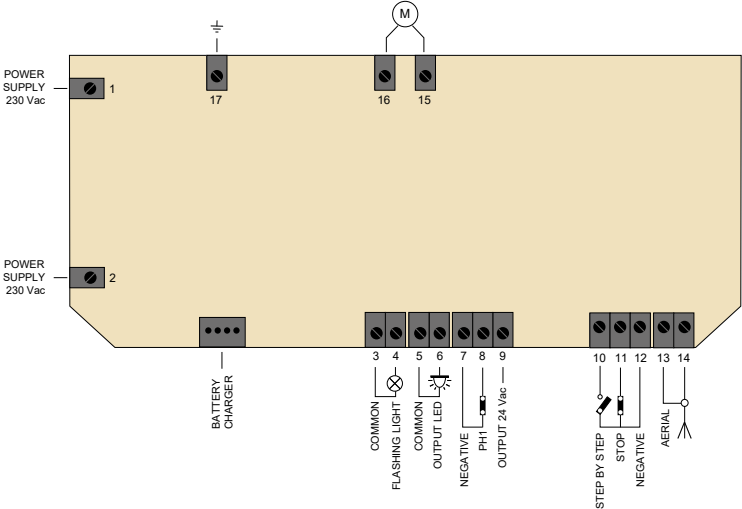 M
POWER
SUPPLY
230 Vac
1
17
16
15
POWER
SUPPLY
230 Vac
2
3
4
5
6
7
8
9
10
11
12
13
14
BATTERY
CHARGER
COMMON
FLASHING LIGHT
COMMON
OUTPUT LED
NEGATIVE
PH1
OUTPUT 24 Vac
STEP BY STEP
STOP
NEGATIVE
AERIAL